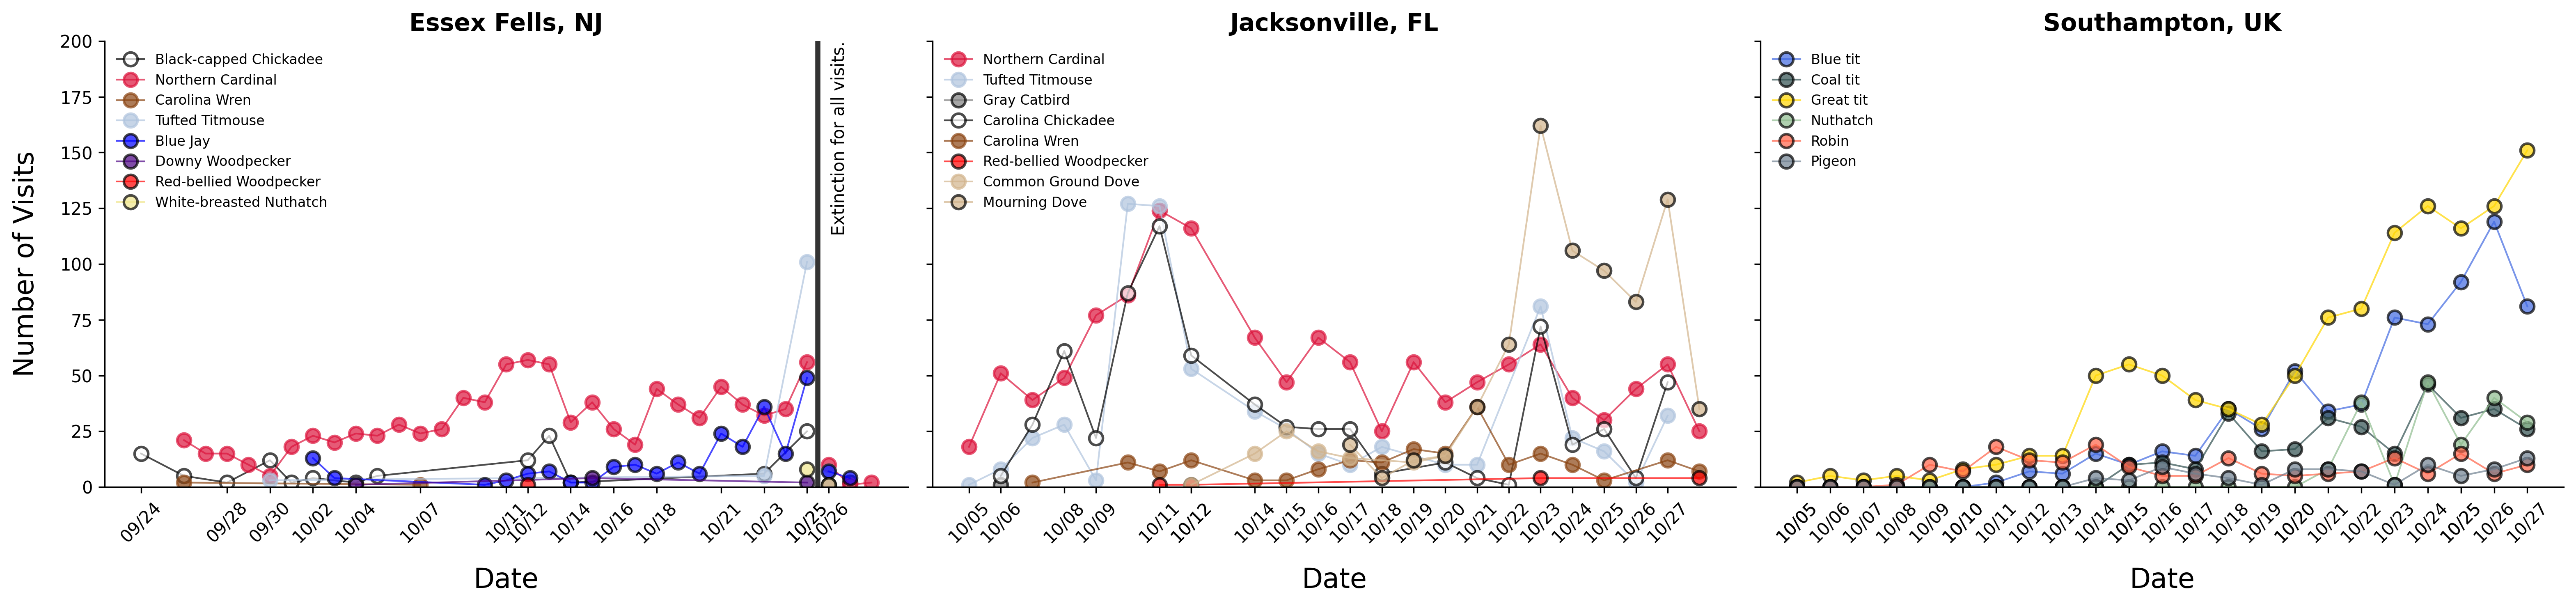 Essex Fells, NJ
Number of Visits
200
175
150
125
100
75
50
25
0
Black-capped Chickadee
Northern Cardinal
Carolina Wren
Tufted Titmouse
Blue Jay
Downy Woodpecker
Red-bellied Woodpecker
White-breasted Nuthatch
Extinction for all visits.
09/24
09/28
09/30
10/02
10/04
10/07
10/11
10/12
10/14
10/16
10/18
10/21
10/23
10/25
10/26
Date
Jacksonville, FL
Northern Cardinal
Tufted Titmouse
Gray Catbird
Carolina Chickadee
Carolina Wren
Red-bellied Woodpecker
Common Ground Dove
Mourning Dove
10/05
10/06
10/08
10/09
10/11
10/12
10/14
10/15
10/16
10/17
10/18
10/19
10/20
10/21
10/22
10/23
10/24
10/25
10/26
10/27
Date
Southampton, UK
Blue tit
Coal tit
Great tit
Nuthatch
Robin
Pigeon
10/05
10/06
10/07
10/08
10/09
10/10
10/11
10/12
10/13
10/14
10/15
10/16
10/17
10/18
10/19
10/20
10/21
10/22
10/23
10/24
10/25
10/26
10/27
Date